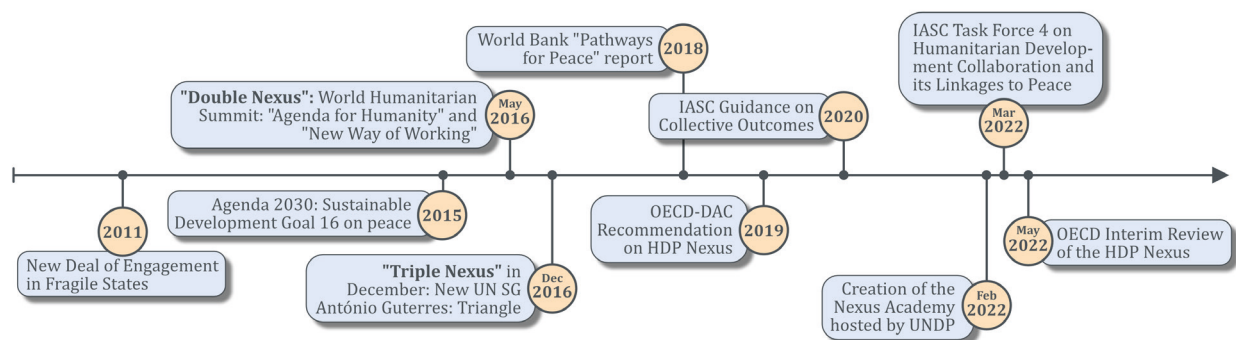 2011
New Deal of Engagement
in Fragile States
Agenda 2030: Sustainable
Development Goal 16 on peace
2015
"Double Nexus": World Humanitarian
Summit: "Agenda for Humanity" and
"New Way of Working"
May
2016
"Triple Nexus" in
December: New UN SG
António Guterres: Triangle
Dec
2016
World Bank "Pathways
for Peace" report
2018
OECD-DAC
Recommendation
on HDP Nexus
2019
IASC Guidance on
Collective Outcomes
2020
Creation of the
Nexus Academy
hosted by UNDP
Feb
2022
IASC Task Force 4 on
Humanitarian Develop-
ment Collaboration and
its Linkages to Peace
Mar
2022
May
2022
OECD Interim Review
of the HDP Nexus